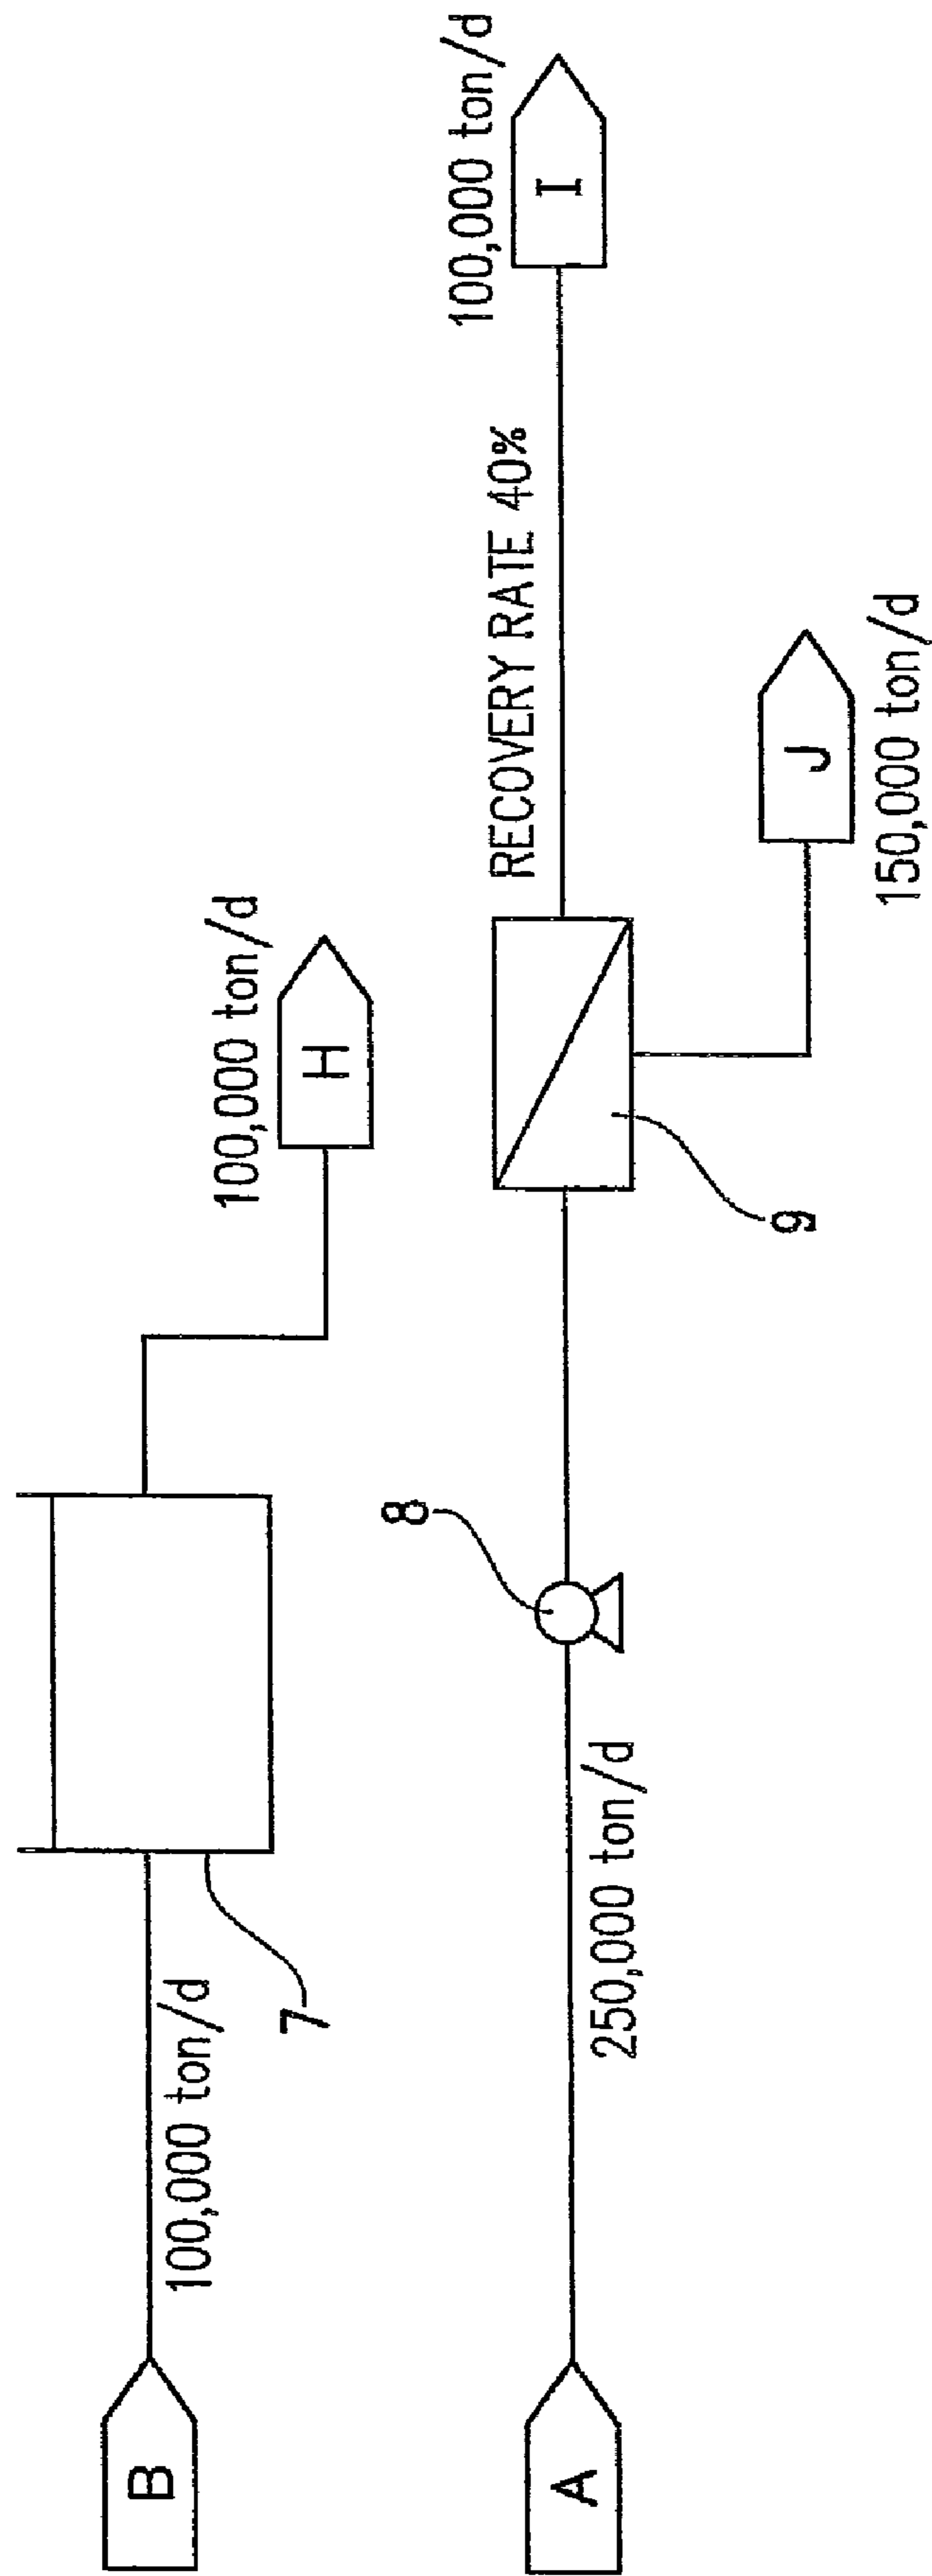 B
100,000 ton/d
7
100,000 ton/d
H
A
250,000 ton/d
8
9
RECOVERY RATE 40%
100,000 ton/d
I
J
150,000 ton/d